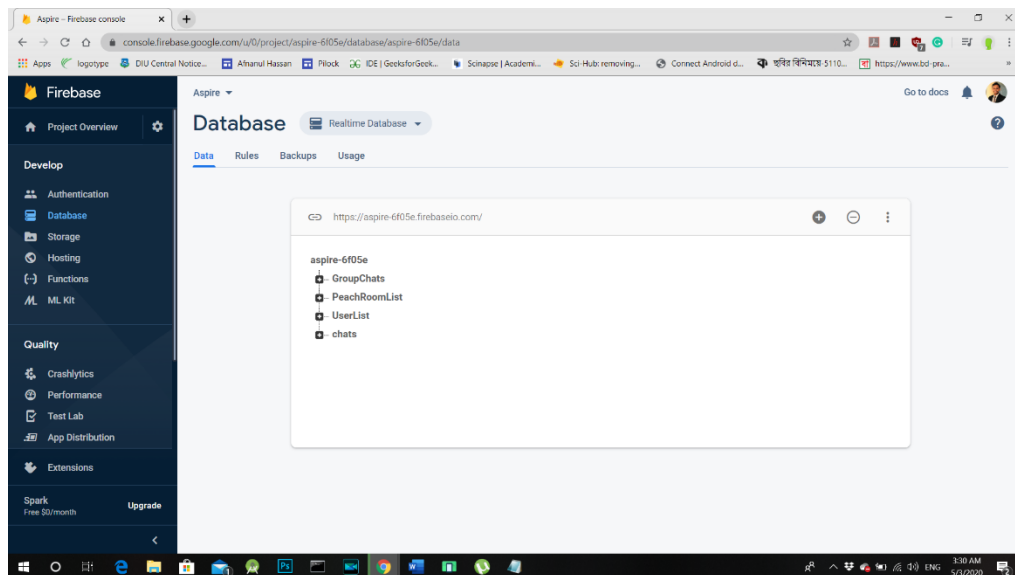 Aspire – Firebase console
console.firebase.google.com/u/0/project/aspire-6f05e/database/aspire-6f05e/data
Apps logotype DIU Central Notice... Afnanul Hassan Pilock IDE | GeeksforGeek... Scinapse | Academi... Sci-Hub: removing... Connect Android d... ছবির বিনিময়ে-5110... https://www.bd-pra...
Firebase
Aspire
Go to docs
Project Overview
Database
Realtime Database
Data Rules Backups Usage
Develop
Authentication
Database
Storage
Hosting
Functions
ML Kit
https://aspire-6f05e.firebaseio.com/
aspire-6f05e
GroupChats
PeachRoomList
UserList
chats
Quality
Crashlytics
Performance
Test Lab
App Distribution
Extensions
Spark
Free $0/month
Upgrade
ENG
3:30 AM
5/3/2020